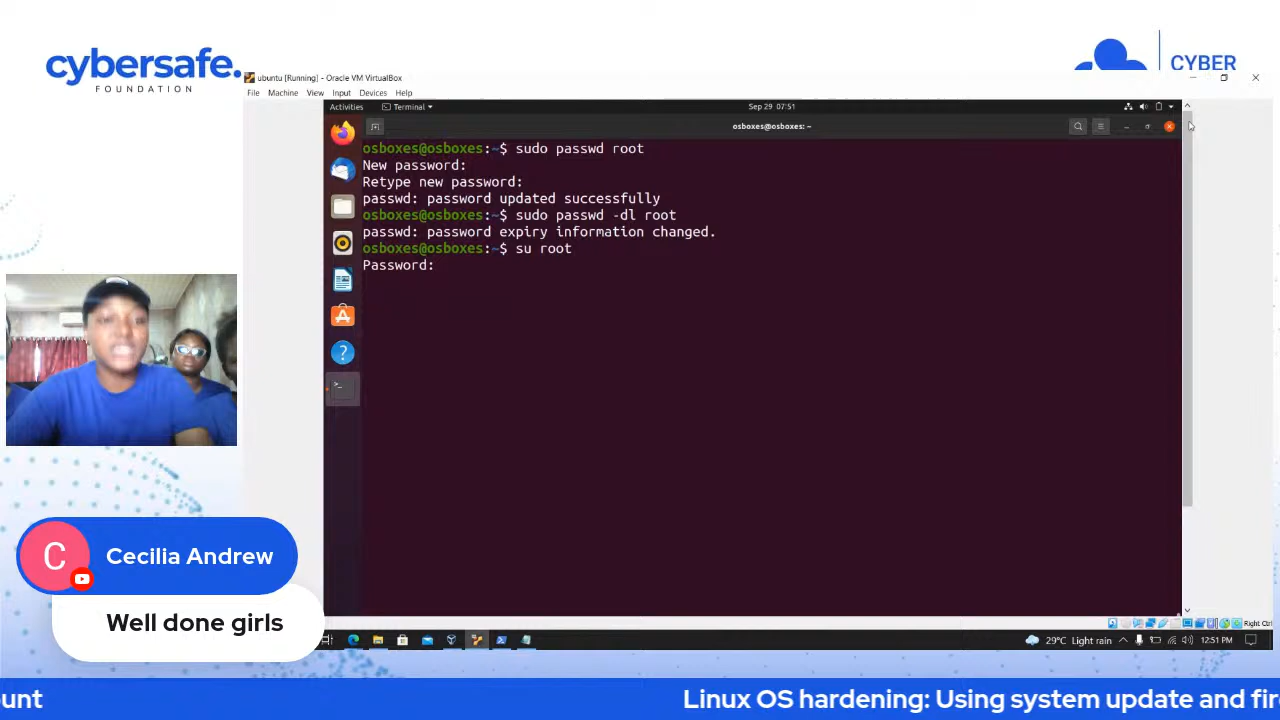 cybersafe.
FOUNDATION
CYBER
ubuntu [Running] - Oracle VM VirtualBox
File Machine View Input Devices Help
Activities Terminal Sep 29 07:51
osboxes@osboxes: ~
osboxes@osboxes:~$ sudo passwd root
New password:
Retype new password:
passwd: password updated successfully
osboxes@osboxes:~$ sudo passwd -dl root
passwd: password expiry information changed.
osboxes@osboxes:~$ su root
Password:
C
Cecilia Andrew
Well done girls
Right Ctrl
29°C Light rain 12:51 PM
ount Linux OS hardening: Using system update and fir